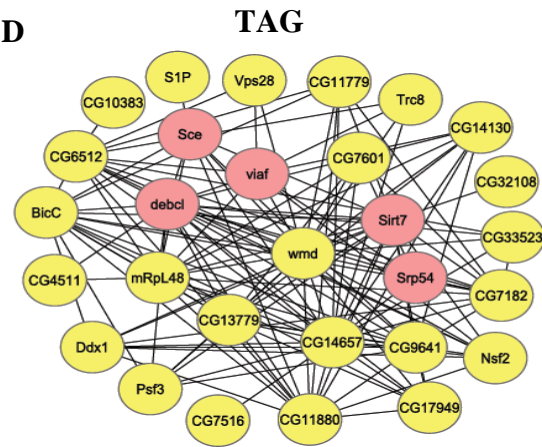 D
TAG
S1P
Vps28
CG11779
Trc8
CG10383
CG14130
Sce
CG6512
CG7601
viaf
CG32108
debcl
BicC
Sirt7
CG33523
wmd
CG4511
mRpL48
Srp54
CG7182
CG13779
CG14657
CG9641
Ddx1
Nsf2
Psf3
CG7516
CG11880
CG17949